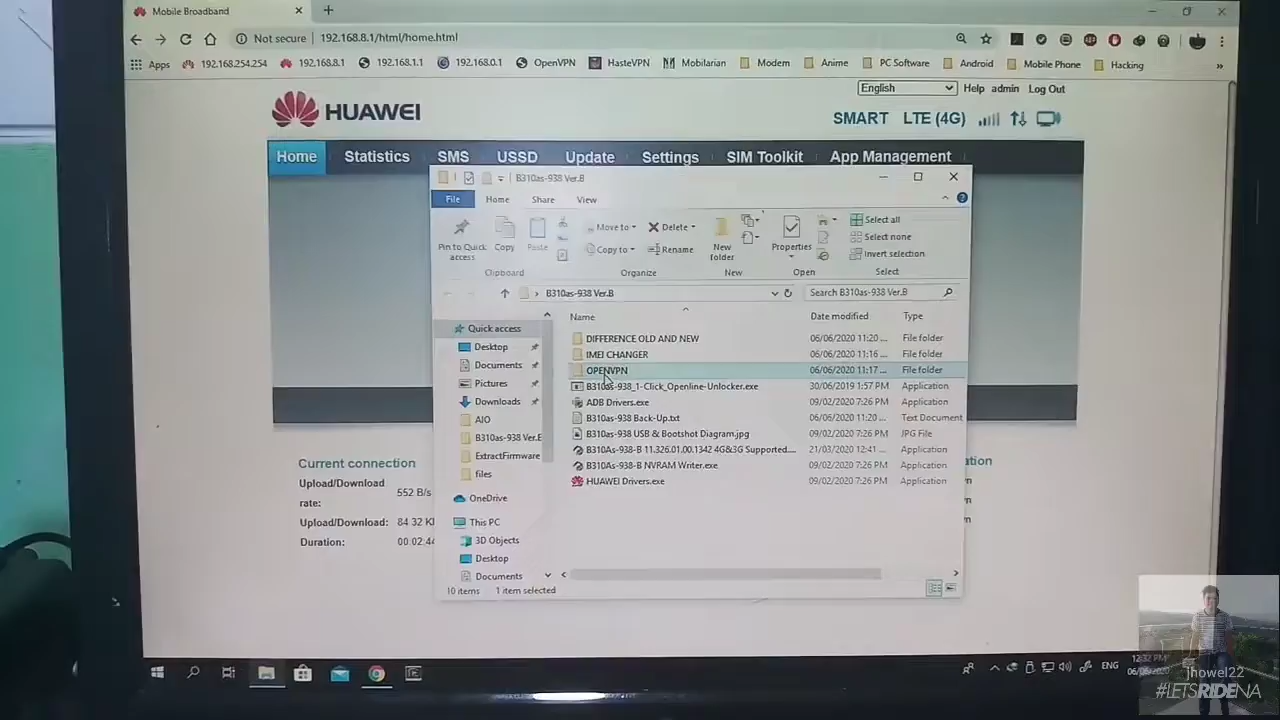 Mobile Broadband
Not secure 192.168.8.1/html/home.html
Apps 192.168.254.254 192.168.8.1 192.168.1.1 192.168.0.1 OpenVPN HasteVPN Mobilarian Modem Anime PC Software Android Mobile Phone Hacking »
English Help admin Log Out
HUAWEI SMART LTE (4G)
Home Statistics SMS USSD Update Settings SIM Toolkit App Management
B310as-938 Ver.B
File Home Share View
Pin to Quick access Copy Paste Move to Copy to Delete Rename New folder Properties Select all Select none Invert selection
Clipboard Organize New Open Select
B310as-938 Ver.B Search B310as-938 Ver.B
Name Date modified Type
Quick access
Desktop
Documents
Pictures
Downloads
AIO
B310as-938 Ver.B
ExtractFirmware
files
OneDrive
This PC
3D Objects
Desktop
Documents
DIFFERENCE OLD AND NEW 06/06/2020 11:20 ... File folder
IMEI CHANGER 06/06/2020 11:16 ... File folder
OPENVPN 06/06/2020 11:17 ... File folder
B310as-938_1-Click_Openline-Unlocker.exe 30/06/2019 1:57 PM Application
ADB Drivers.exe 09/02/2020 7:26 PM Application
B310as-938 Back-Up.txt 06/06/2020 11:20 ... Text Document
B310as-938 USB & Bootshot Diagram.jpg 09/02/2020 7:26 PM JPG File
B310As-938-B 11.326.01.00.1342 4G&3G Supported.... 21/03/2020 12:41 ... Application
B310As-938-B NVRAM Writer.exe 09/02/2020 7:26 PM Application
HUAWEI Drivers.exe 09/02/2020 7:26 PM Application
10 items 1 item selected
Current connection
Upload/Download rate: 552 B/s
Upload/Download: 84.32
Duration:
ENG
12:32 PM
jhowel22
#LETSRIDENA